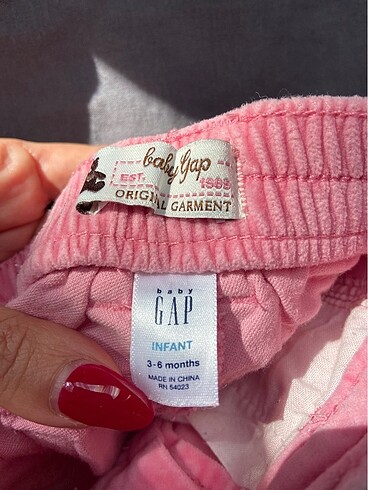 baby Gap
EST. 1969
ORIGINAL GARMENT
baby
GAP
INFANT
3-6 months
MADE IN CHINA
RN 54023